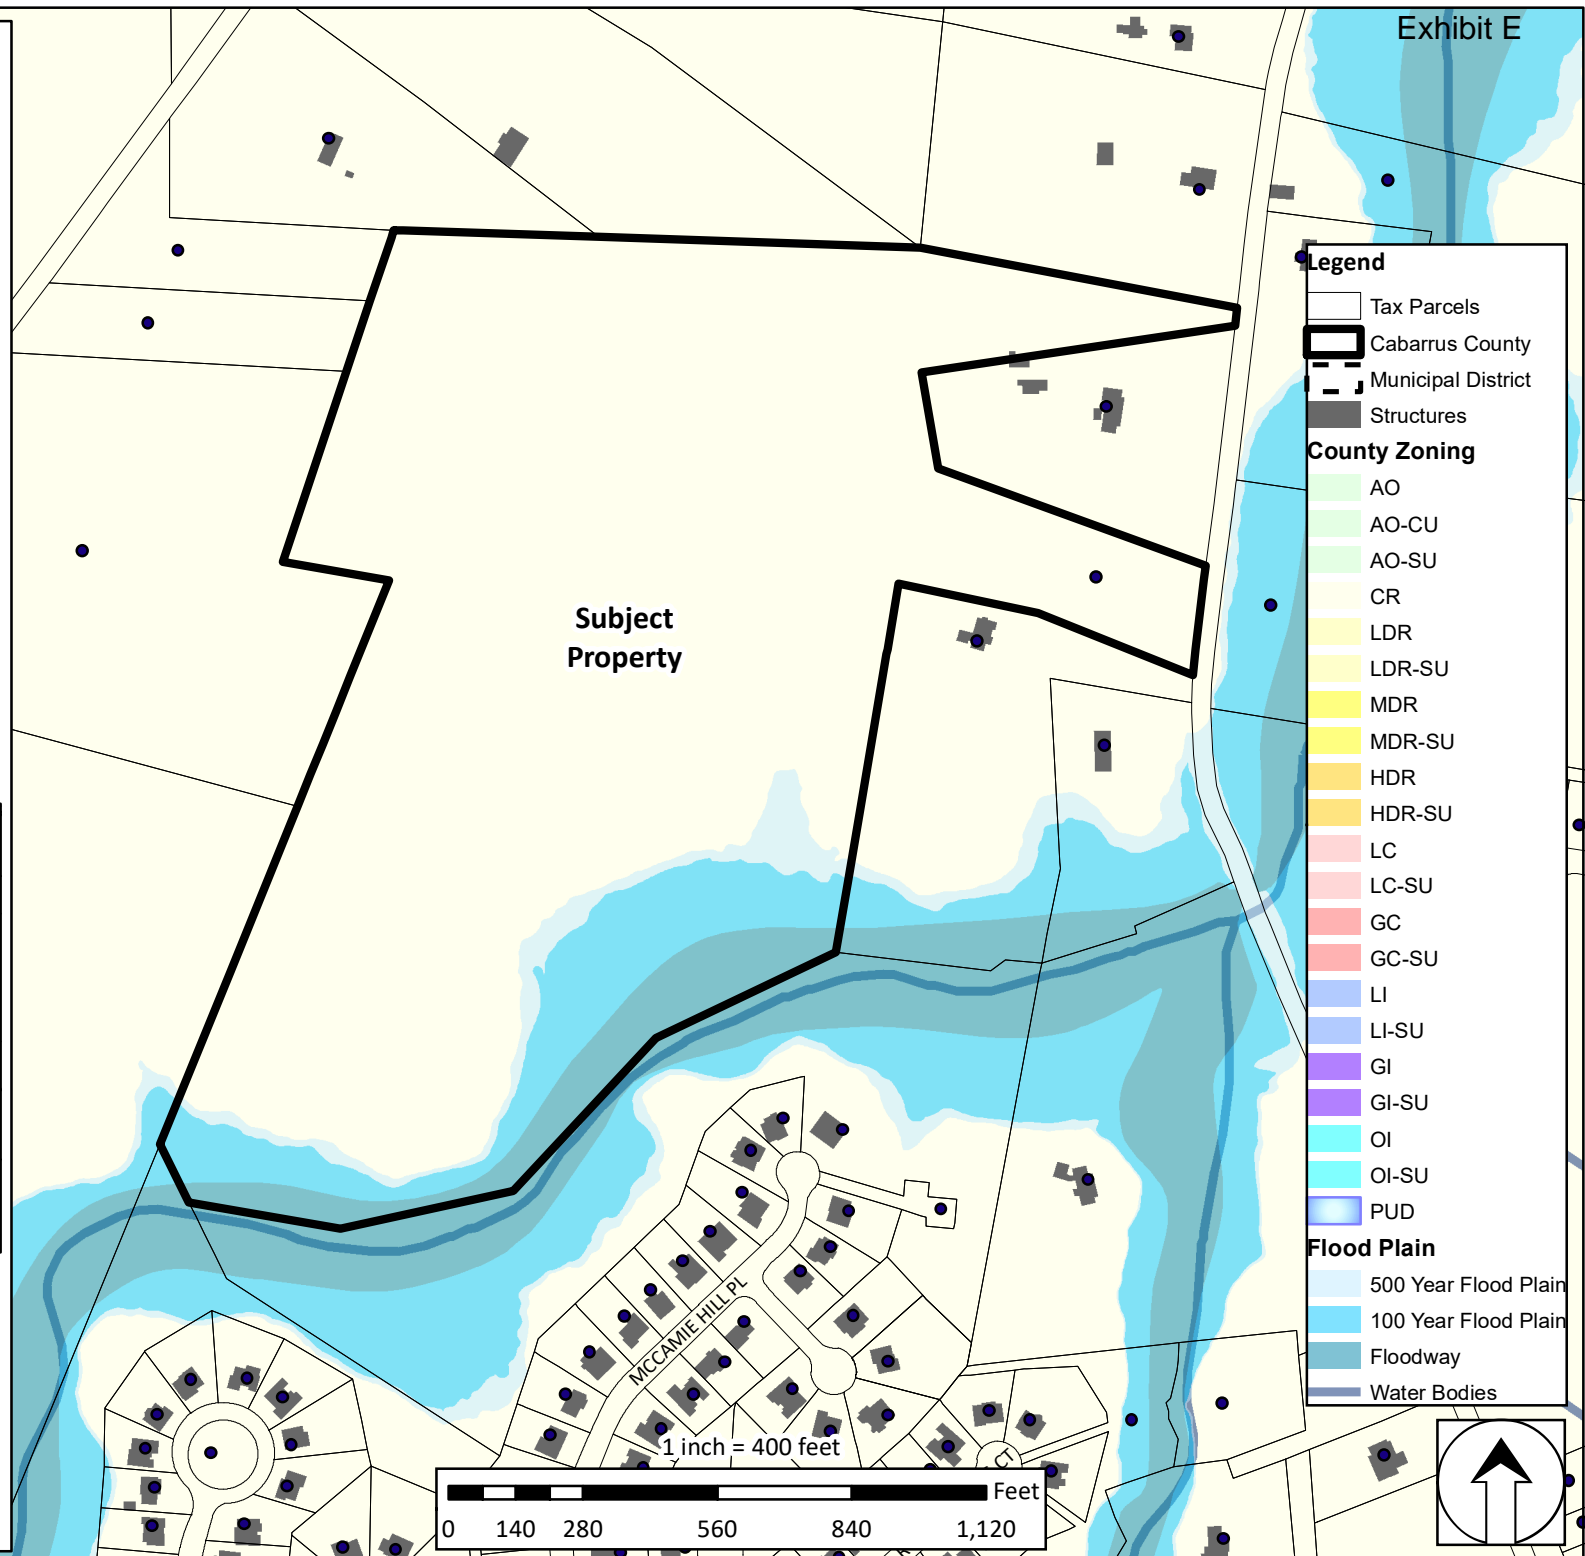 Exhibit E
Legend
Tax Parcels
Cabarrus County
Municipal District
Structures
County Zoning
AO
AO-CU
AO-SU
CR
LDR
LDR-SU
MDR
MDR-SU
HDR
HDR-SU
LC
LC-SU
GC
GC-SU
LI
LI-SU
GI
GI-SU
OI
OI-SU
PUD
Flood Plain
500 Year Flood Plain
100 Year Flood Plain
Floodway
Water Bodies
Subject
Property
MCCAMIE HILL PL
CT
1 inch = 400 feet
Feet
0 140 280 560 840 1,120